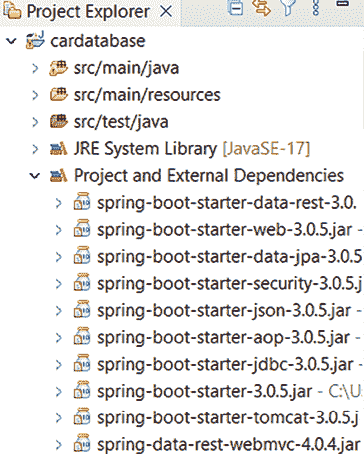 Project Explorer
cardatabase
src/main/java
src/main/resources
src/test/java
JRE System Library [JavaSE-17]
Project and External Dependencies
spring-boot-starter-data-rest-3.0.
spring-boot-starter-web-3.0.5.jar -
spring-boot-starter-data-jpa-3.0.5
spring-boot-starter-security-3.0.5.j
spring-boot-starter-json-3.0.5.jar -
spring-boot-starter-aop-3.0.5.jar -
spring-boot-starter-jdbc-3.0.5.jar -
spring-boot-starter-3.0.5.jar - C:\U
spring-boot-starter-tomcat-3.0.5.j
spring-data-rest-webmvc-4.0.4.jar